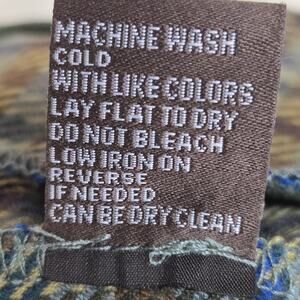 MACHINE WASH
COLD
WITH LIKE COLORS
LAY FLAT TO DRY
DO NOT BLEACH
LOW IRON ON
REVERSE
IF NEEDED
CAN BE DRY CLEAN